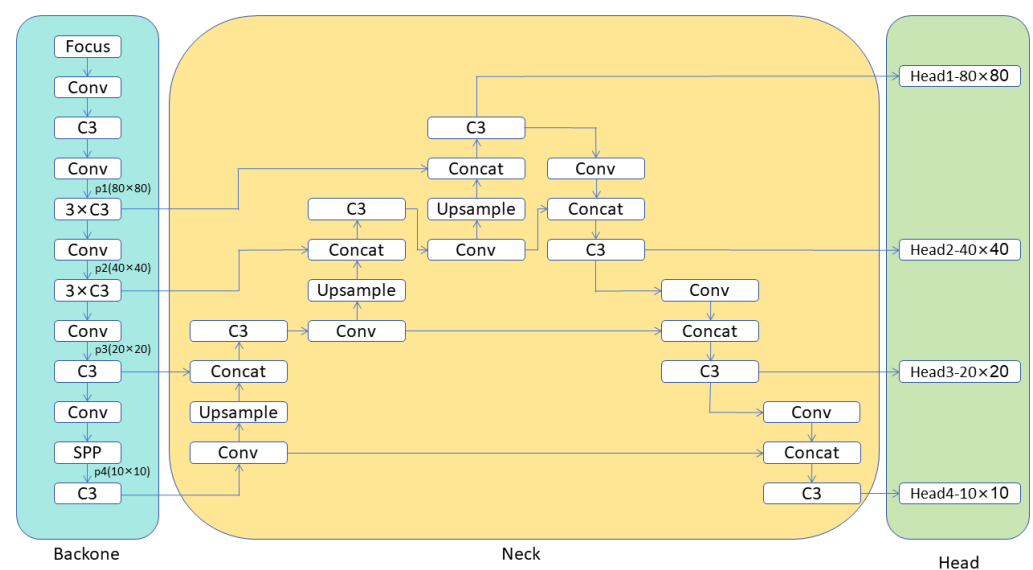 Focus
Conv
C3
Conv
p1(80×80)
3×C3
Conv
p2(40×40)
3×C3
Conv
p3(20×20)
C3
Conv
SPP
p4(10×10)
C3
Backone
C3
Concat
Upsample
Conv
C3
Concat
Upsample
Conv
C3
Concat
Upsample
Conv
Conv
Concat
C3
Conv
Concat
C3
Conv
Concat
C3
Neck
Head1-80×80
Head2-40×40
Head3-20×20
Head4-10×10
Head